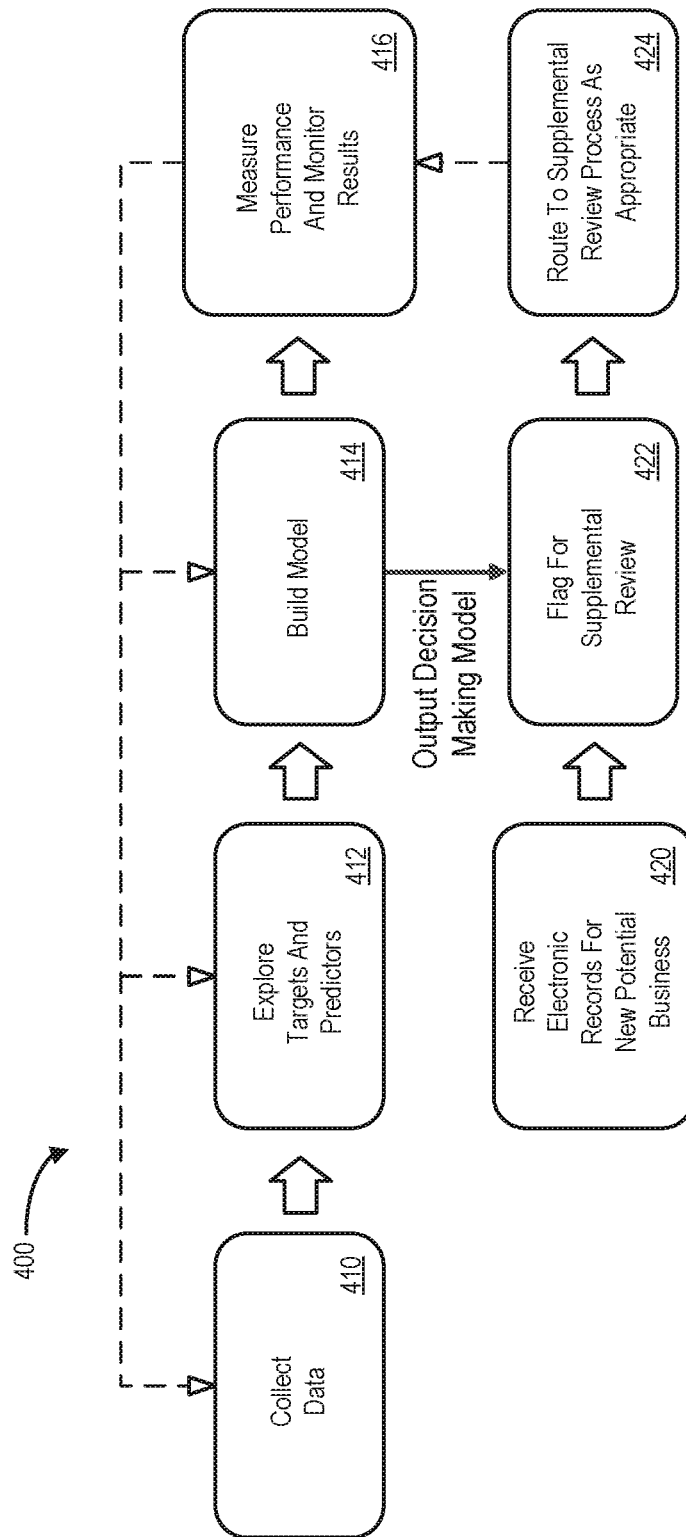 400
Collect
Data
410
Explore
Targets And
Predictors
412
Build Model
414
Measure
Performance
And Monitor
Results
416
Output Decision
Making Model
Receive
Electronic
Records For
New Potential
Business
420
Flag For
Supplemental
Review
422
Route To Supplemental
Review Process As
Appropriate
424